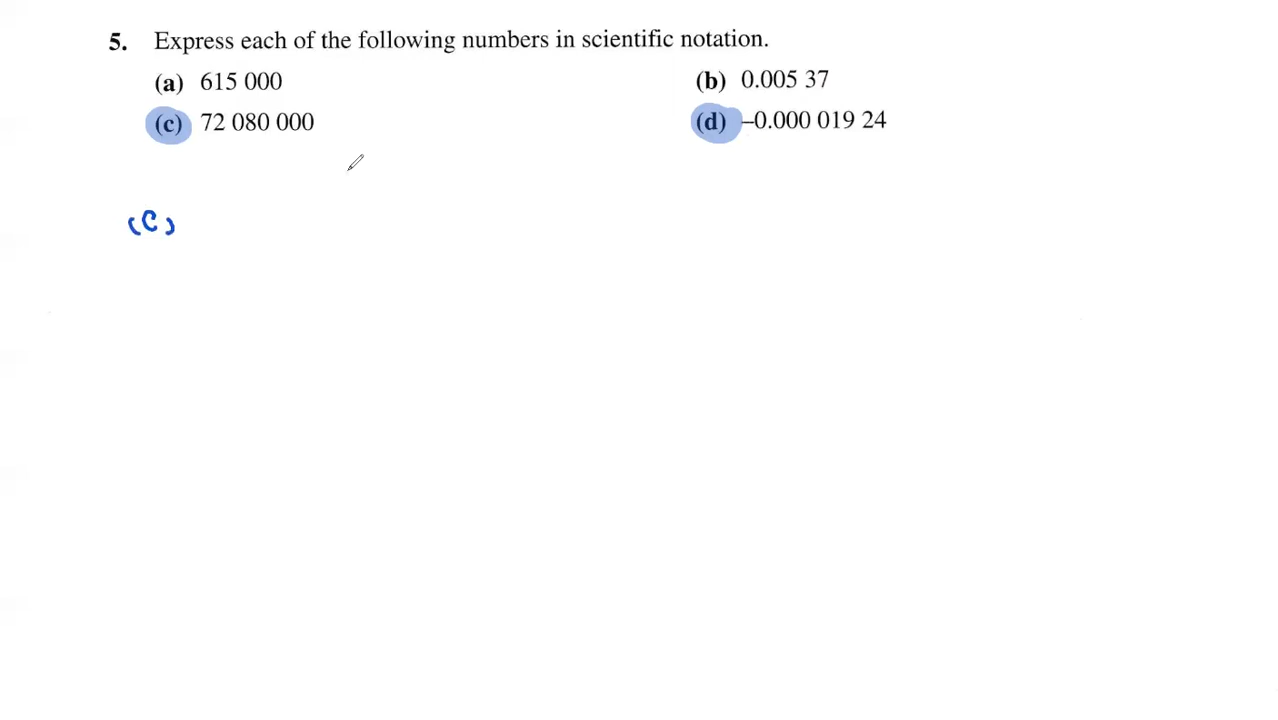 5. Express each of the following numbers in scientific notation.
(a) 615 000 (b) 0.005 37
(c) 72 080 000 (d) –0.000 019 24
(c)